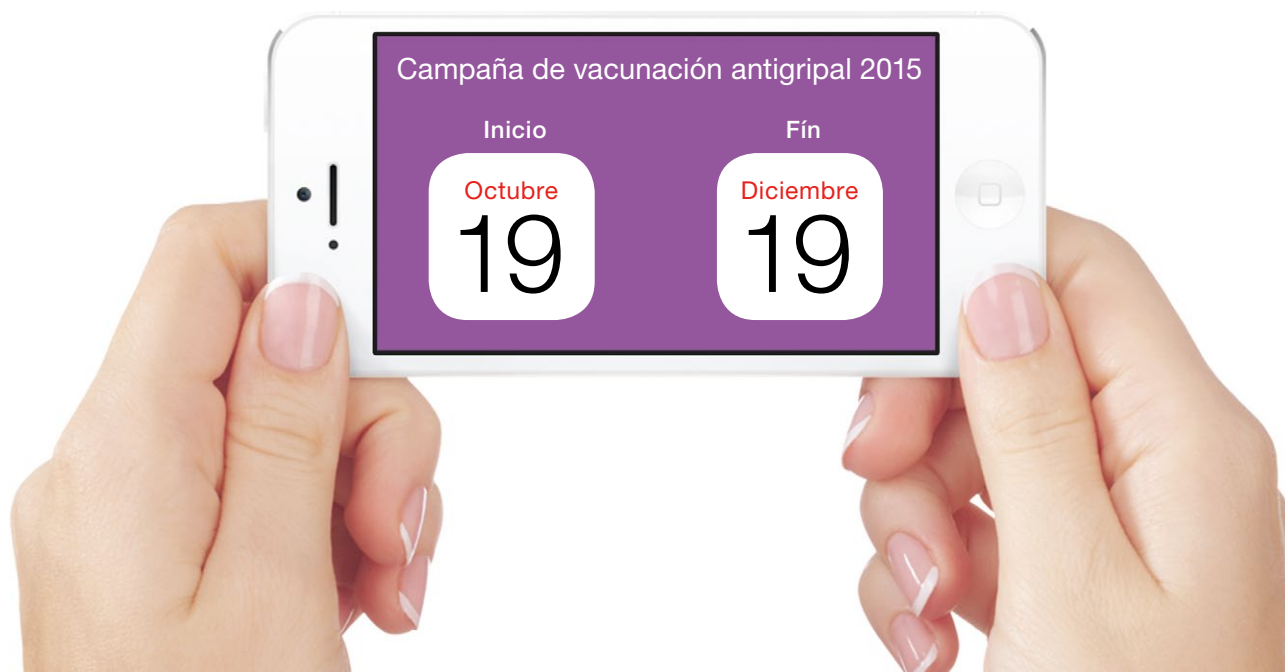 Campaña de vacunación antigripal 2015
Inicio
Fín
Octubre
Diciembre
19
19